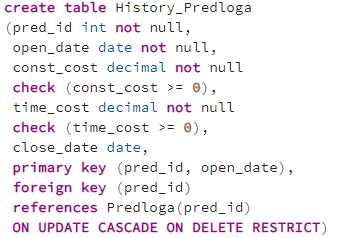 create table History_Predloga
(pred_id int not null,
open_date date not null,
const_cost decimal not null
check (const_cost >= 0),
time_cost decimal not null
check (time_cost >= 0),
close_date date,
primary key (pred_id, open_date),
foreign key (pred_id)
references Predloga(pred_id)
ON UPDATE CASCADE ON DELETE RESTRICT)